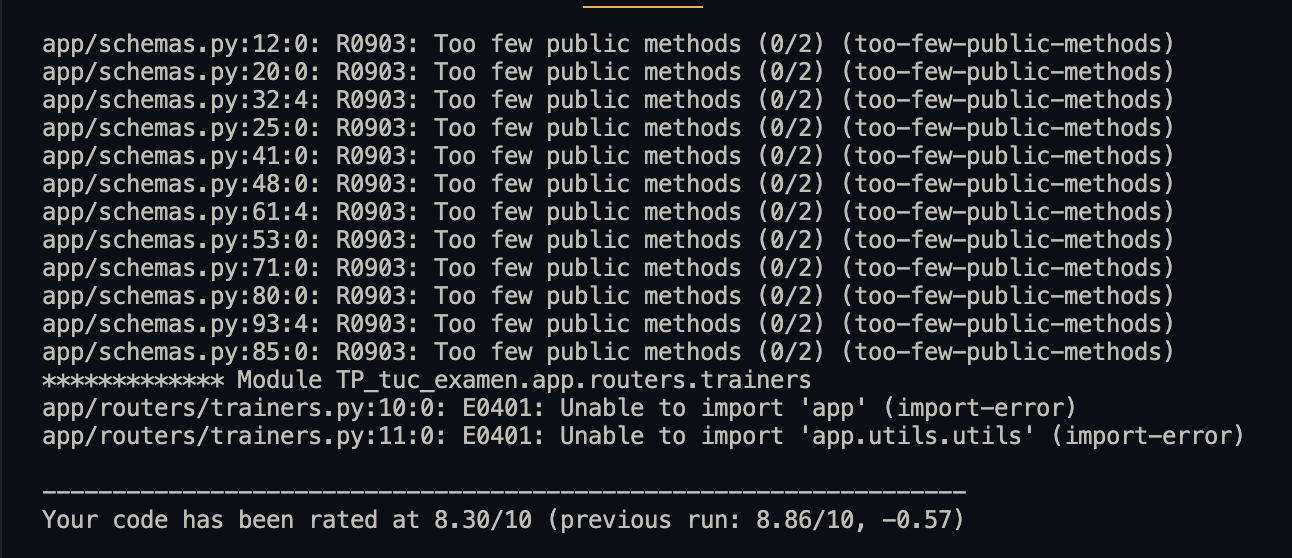 app/schemas.py:12:0: R0903: Too few public methods (0/2) (too-few-public-methods)
app/schemas.py:20:0: R0903: Too few public methods (0/2) (too-few-public-methods)
app/schemas.py:32:4: R0903: Too few public methods (0/2) (too-few-public-methods)
app/schemas.py:25:0: R0903: Too few public methods (0/2) (too-few-public-methods)
app/schemas.py:41:0: R0903: Too few public methods (0/2) (too-few-public-methods)
app/schemas.py:48:0: R0903: Too few public methods (0/2) (too-few-public-methods)
app/schemas.py:61:4: R0903: Too few public methods (0/2) (too-few-public-methods)
app/schemas.py:53:0: R0903: Too few public methods (0/2) (too-few-public-methods)
app/schemas.py:71:0: R0903: Too few public methods (0/2) (too-few-public-methods)
app/schemas.py:80:0: R0903: Too few public methods (0/2) (too-few-public-methods)
app/schemas.py:93:4: R0903: Too few public methods (0/2) (too-few-public-methods)
app/schemas.py:85:0: R0903: Too few public methods (0/2) (too-few-public-methods)
************* Module TP_tuc_examen.app.routers.trainers
app/routers/trainers.py:10:0: E0401: Unable to import 'app' (import-error)
app/routers/trainers.py:11:0: E0401: Unable to import 'app.utils.utils' (import-error)
------------------------------------------------------------------
Your code has been rated at 8.30/10 (previous run: 8.86/10, -0.57)